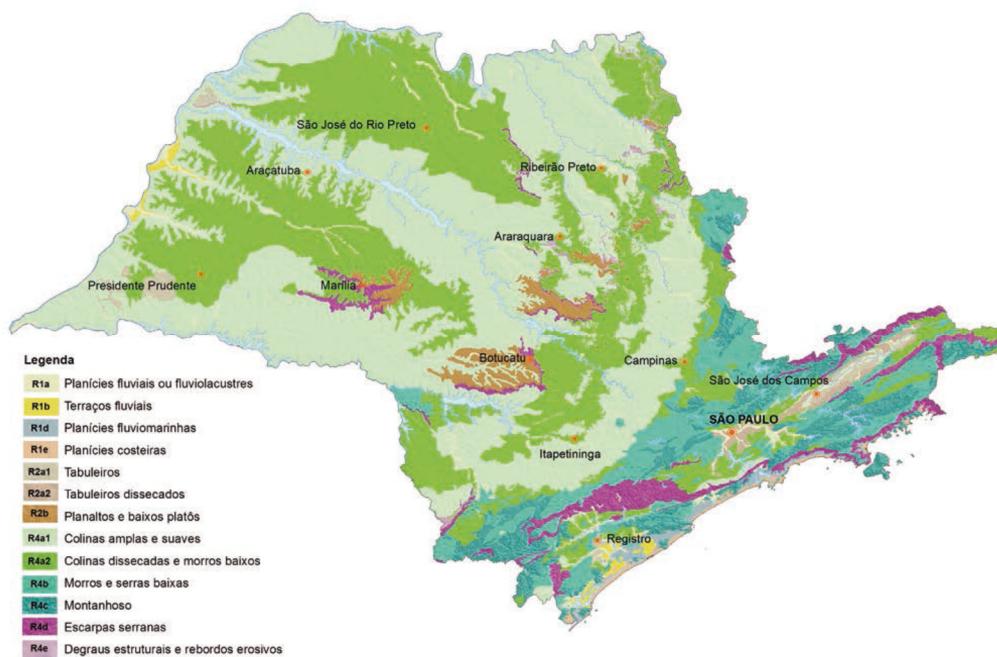 São José do Rio Preto
Araçatuba
Ribeirão Preto
Araraquara
Presidente Prudente
Marília
Botucatu
Campinas
São José dos Campos
SÃO PAULO
Itapetininga
Registro
Legenda
R1a Planícies fluviais ou fluviolacustres
R1b Terraços fluviais
R1d Planícies fluviomarinhas
R1e Planícies costeiras
R2a1 Tabuleiros
R2a2 Tabuleiros dissecados
R2b Planaltos e baixos platôs
R4a1 Colinas amplas e suaves
R4a2 Colinas dissecadas e morros baixos
R4b Morros e serras baixas
R4c Montanhoso
R4d Escarpas serranas
R4e Degraus estruturais e rebordos erosivos